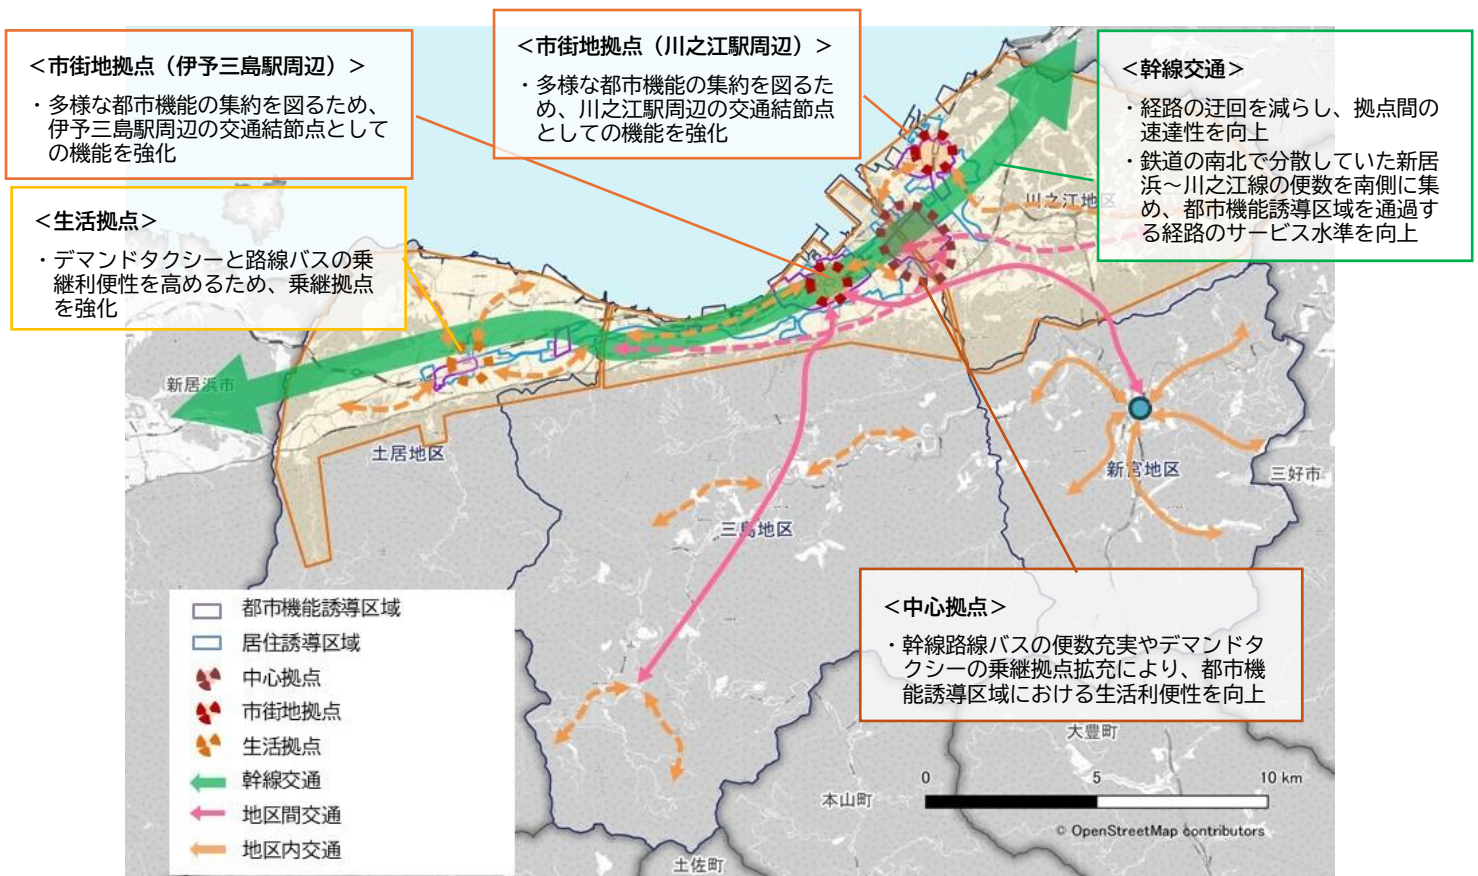 ＜市街地拠点（伊予三島駅周辺）＞
・多様な都市機能の集約を図るため、
伊予三島駅周辺の交通結節点として
の機能を強化
＜市街地拠点（川之江駅周辺）＞
・多様な都市機能の集約を図るた
め、川之江駅周辺の交通結節点
としての機能を強化
＜幹線交通＞
・経路の迂回を減らし、拠点間の
速達性を向上
・鉄道の南北で分散していた新居
浜～川之江線の便数を南側に集
め、都市機能誘導区域を通過す
る経路のサービス水準を向上
＜生活拠点＞
・デマンドタクシーと路線バスの乗
継利便性を高めるため、乗継拠点
を強化
川之江地区
新居浜市
土居地区
三島地区
新宮地区
三好市
＜中心拠点＞
・幹線路線バスの便数充実やデマンドタ
クシーの乗継拠点拡充により、都市機
能誘導区域における生活利便性を向上
都市機能誘導区域
居住誘導区域
中心拠点
市街地拠点
生活拠点
幹線交通
地区間交通
地区内交通
大豊町
本山町
土佐町
0 5 10 km
© OpenStreetMap contributors